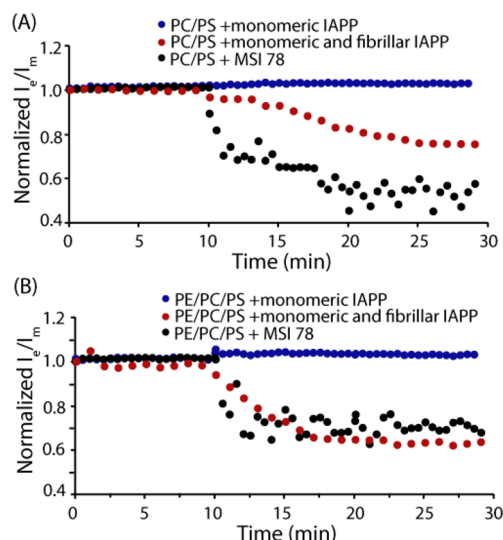 (A)
PC/PS +monomeric IAPP
PC/PS +monomeric and fibrillar IAPP
PC/PS + MSI 78
Normalized Ie/Im
1.2
1.0
0.8
0.6
0.4
0 5 10 15 20 25 30
Time (min)
(B)
PE/PC/PS +monomeric IAPP
PE/PC/PS +monomeric and fibrillar IAPP
PE/PC/PS + MSI 78
Normalized Ie/Im
1.2
1.0
0.8
0.6
0.4
0 5 10 15 20 25 30
Time (min)